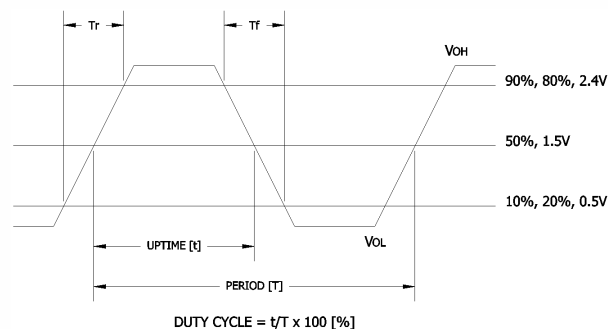 Tr
Tf
VOH
90%, 80%, 2.4V
50%, 1.5V
10%, 20%, 0.5V
VOL
UPTIME [t]
PERIOD [T]
DUTY CYCLE = t/T x 100 [%]